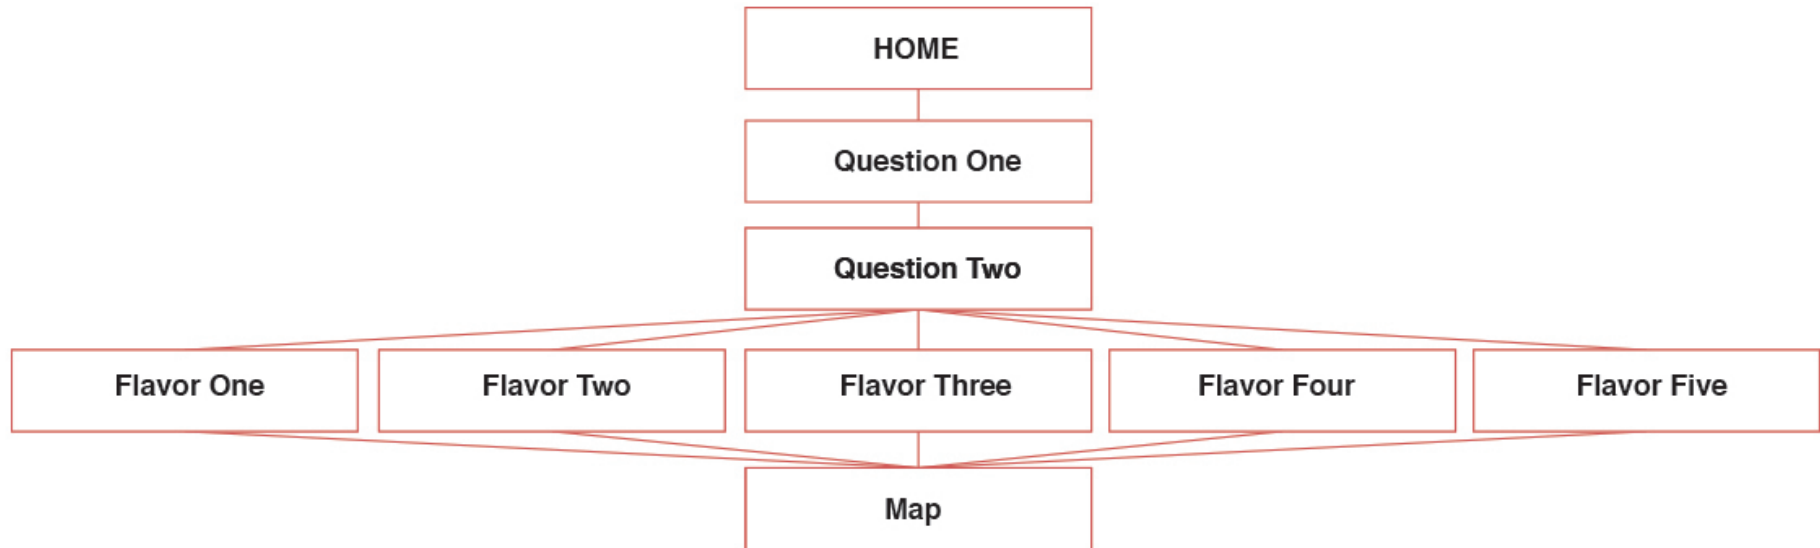 HOME
Question One
Question Two
Flavor One
Flavor Two
Flavor Three
Flavor Four
Flavor Five
Map